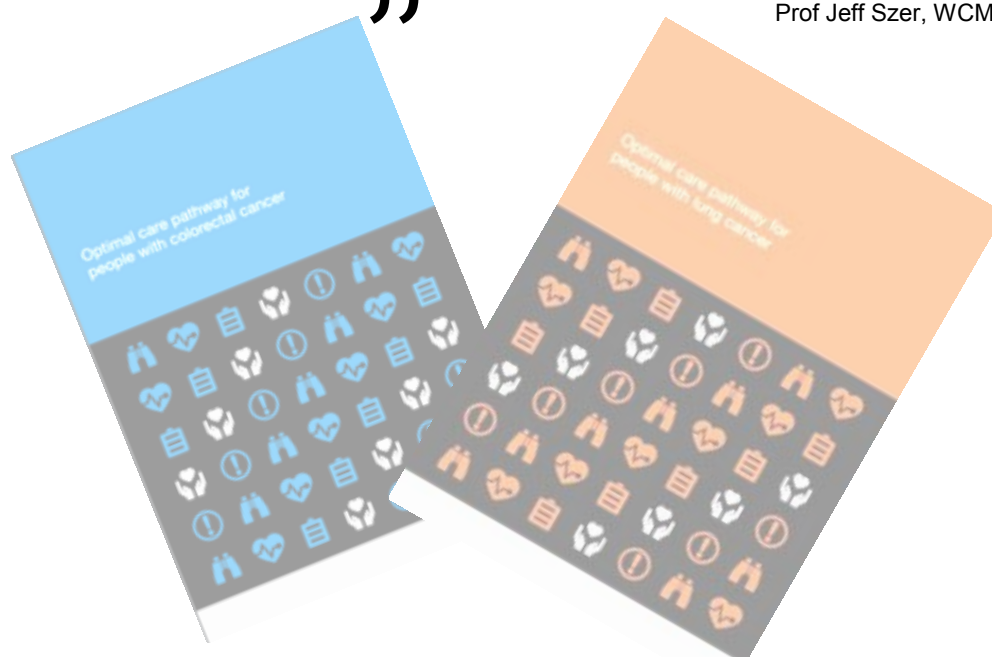 ”
Prof Jeff Szer, WCM
Optimal care pathway for
people with colorectal cancer
Optimal care pathway for
people with lung cancer